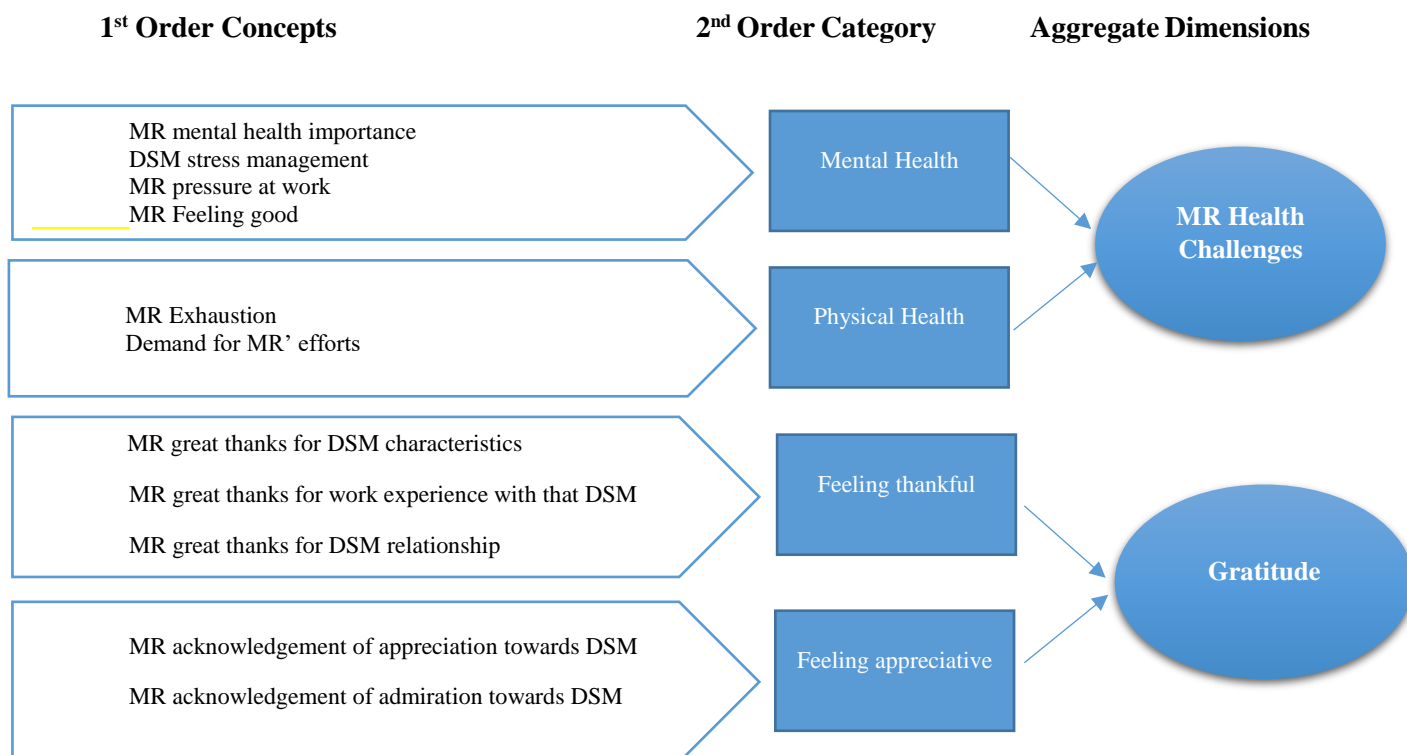 1st Order Concepts
2nd Order Category
Aggregate Dimensions
MR mental health importance
DSM stress management
MR pressure at work
MR Feeling good
Mental Health
MR Health
Challenges
MR Exhaustion
Demand for MR’ efforts
Physical Health
MR great thanks for DSM characteristics
MR great thanks for work experience with that DSM
MR great thanks for DSM relationship
Feeling thankful
Gratitude
MR acknowledgement of appreciation towards DSM
MR acknowledgement of admiration towards DSM
Feeling appreciative